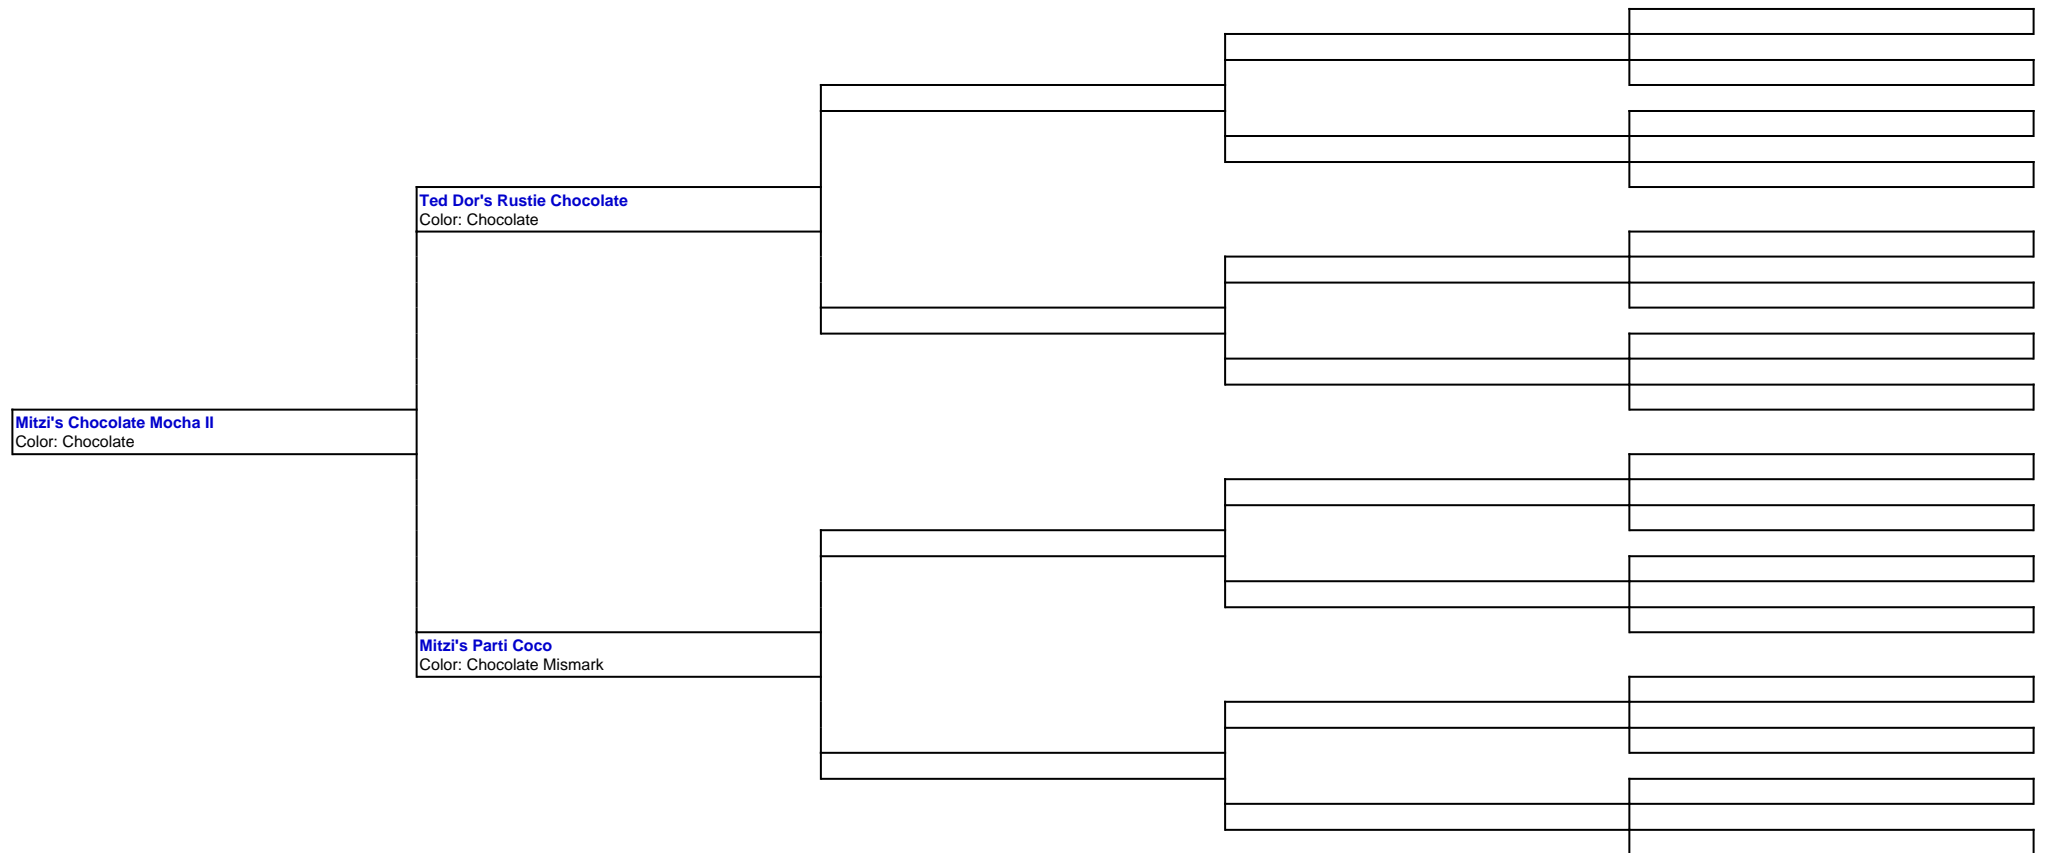 Ted Dor's Rustie Chocolate
Color: Chocolate
Mitzi's Chocolate Mocha II
Color: Chocolate
Mitzi's Parti Coco
Color: Chocolate Mismark